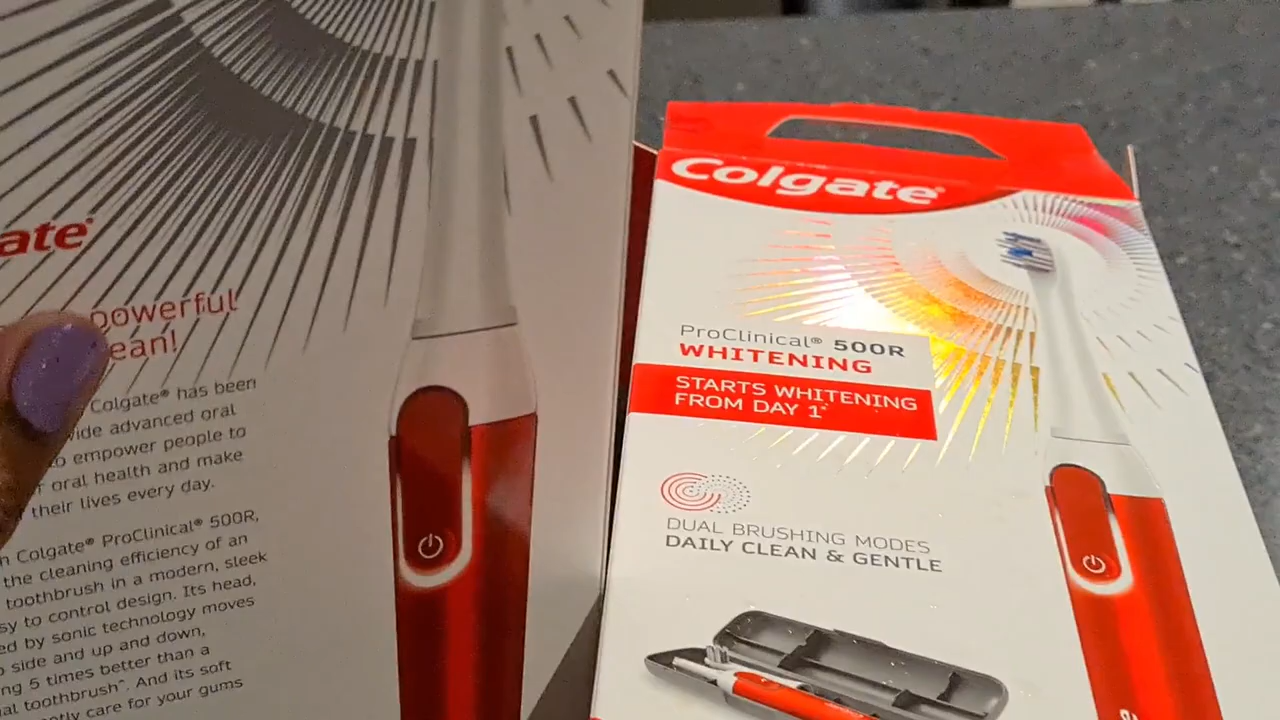 ate®
powerful
ean!
Colgate® has been
ide advanced oral
to empower people to
oral health and make
their lives every day.
Colgate® ProClinical® 500R,
the cleaning efficiency of an
toothbrush in a modern, sleek
sy to control design. Its head,
ed by sonic technology moves
side and up and down,
ng 5 times better than a
al toothbrush^. And its soft
ntly care for your gums
Colgate®
ProClinical® 500R
WHITENING
STARTS WHITENING
FROM DAY 1*
DUAL BRUSHING MODES
DAILY CLEAN & GENTLE